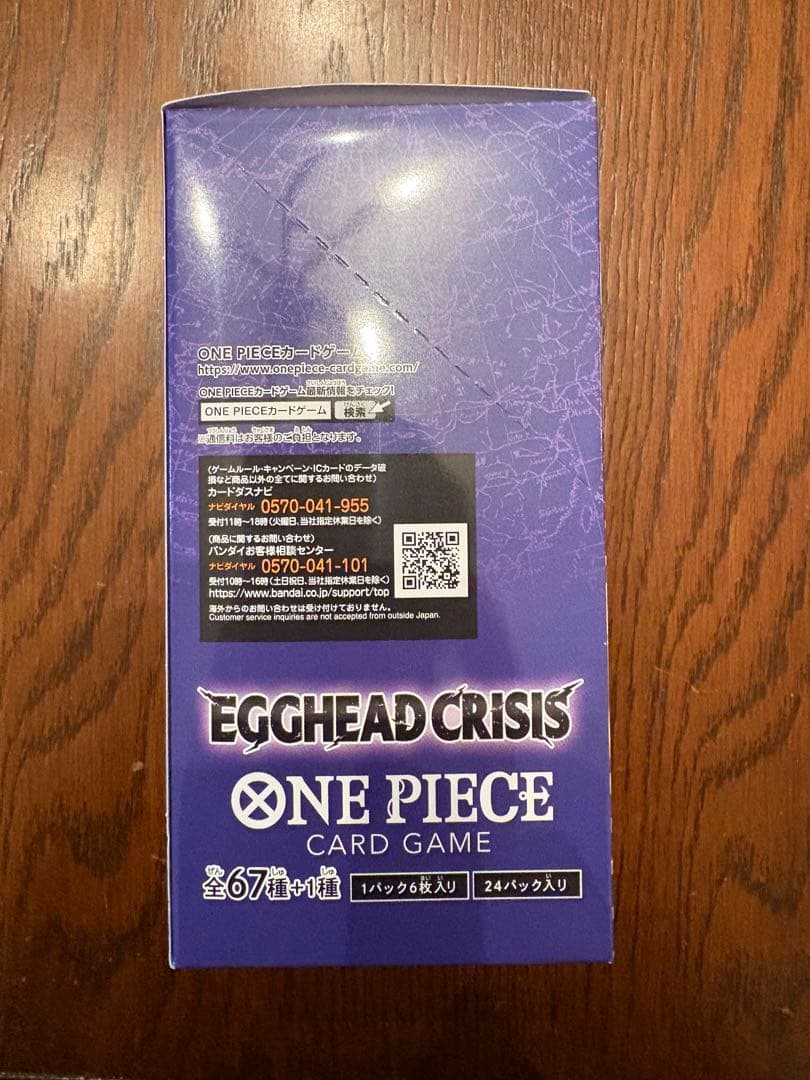 ONE PIECEカードゲーム
https://www.onepiece-cardgame.com/
ONE PIECEカードゲーム最新情報をチェック!
ONE PIECEカードゲーム 検索
※通信料はお客様のご負担となります。
(ゲームルール・キャンペーン・ICカードのデータ破
損など商品以外の全てに関するお問い合わせ)
カードダスナビ
ナビダイヤル 0570-041-955
受付11時〜18時(火曜日、当社指定休業日を除く)
(商品に関するお問い合わせ)
バンダイお客様相談センター
ナビダイヤル 0570-041-101
受付10時〜16時(土日祝日、当社指定休業日を除く)
https://www.bandai.co.jp/support/top
海外からのお問い合わせは受け付けておりません。
Customer service inquiries are not accepted from outside Japan.
EGGHEAD CRISIS
ONE PIECE
CARD GAME
全67種+1種 1パック6枚入り 24パック入り